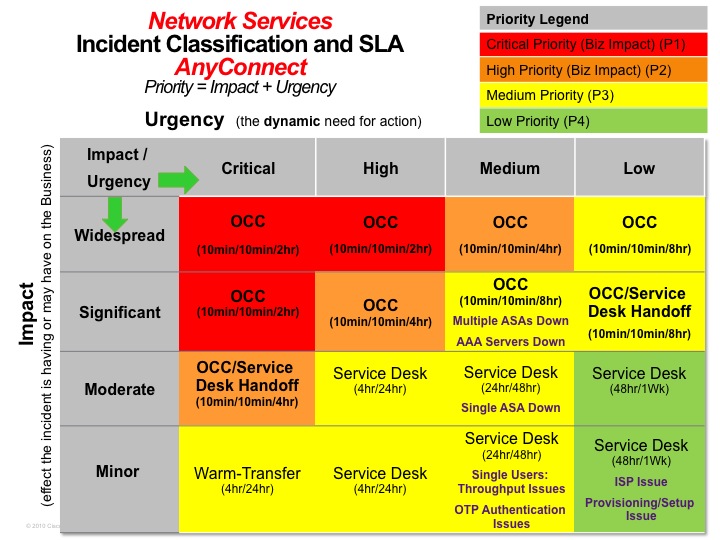 Network Services
Incident Classification and SLA
AnyConnect
Priority = Impact + Urgency
Priority Legend
Critical Priority (Biz Impact) (P1)
High Priority (Biz Impact) (P2)
Medium Priority (P3)
Low Priority (P4)
Urgency (the dynamic need for action)
Impact
(effect the incident is having or may have on the Business)
Impact /
Urgency
Critical
High
Medium
Low
Widespread
OCC
(10min/10min/2hr)
OCC
(10min/10min/2hr)
OCC
(10min/10min/4hr)
OCC
(10min/10min/8hr)
Significant
OCC
(10min/10min/2hr)
OCC
(10min/10min/4hr)
OCC
(10min/10min/8hr)
Multiple ASAs Down
AAA Servers Down
OCC/Service
Desk Handoff
(10min/10min/8hr)
Moderate
OCC/Service
Desk Handoff
(10min/10min/4hr)
Service Desk
(4hr/24hr)
Service Desk
(24hr/48hr)
Single ASA Down
Service Desk
(48hr/1Wk)
Minor
Warm-Transfer
(4hr/24hr)
Service Desk
(4hr/24hr)
Service Desk
(24hr/48hr)
Single Users:
Throughput Issues
OTP Authentication
Issues
Service Desk
(48hr/1Wk)
ISP Issue
Provisioning/Setup
Issue